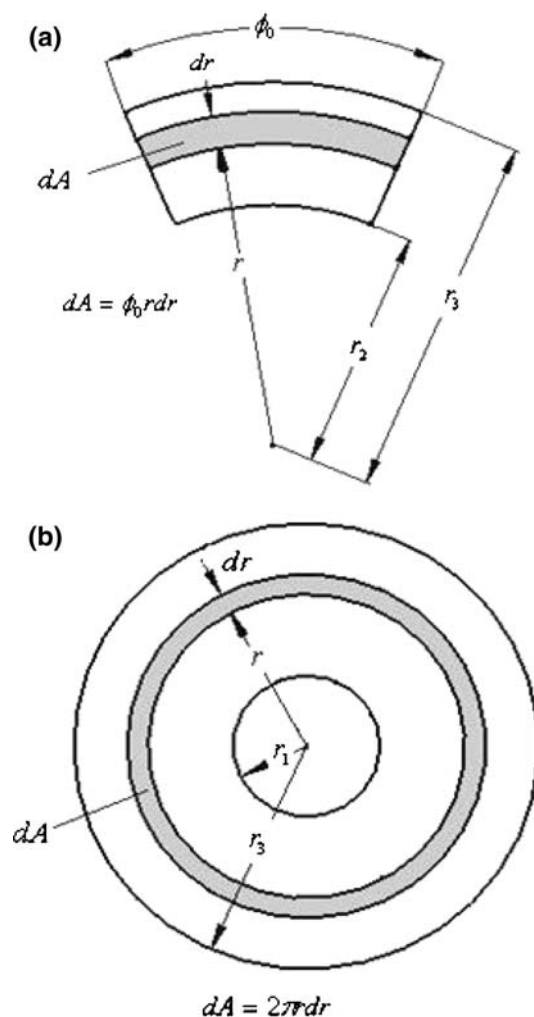 (a)
ϕ₀
dr
dA
r
r₃
dA = ϕ₀rdr
r₂
(b)
dr
r
r₁
dA
r₃
dA = 2πrdr